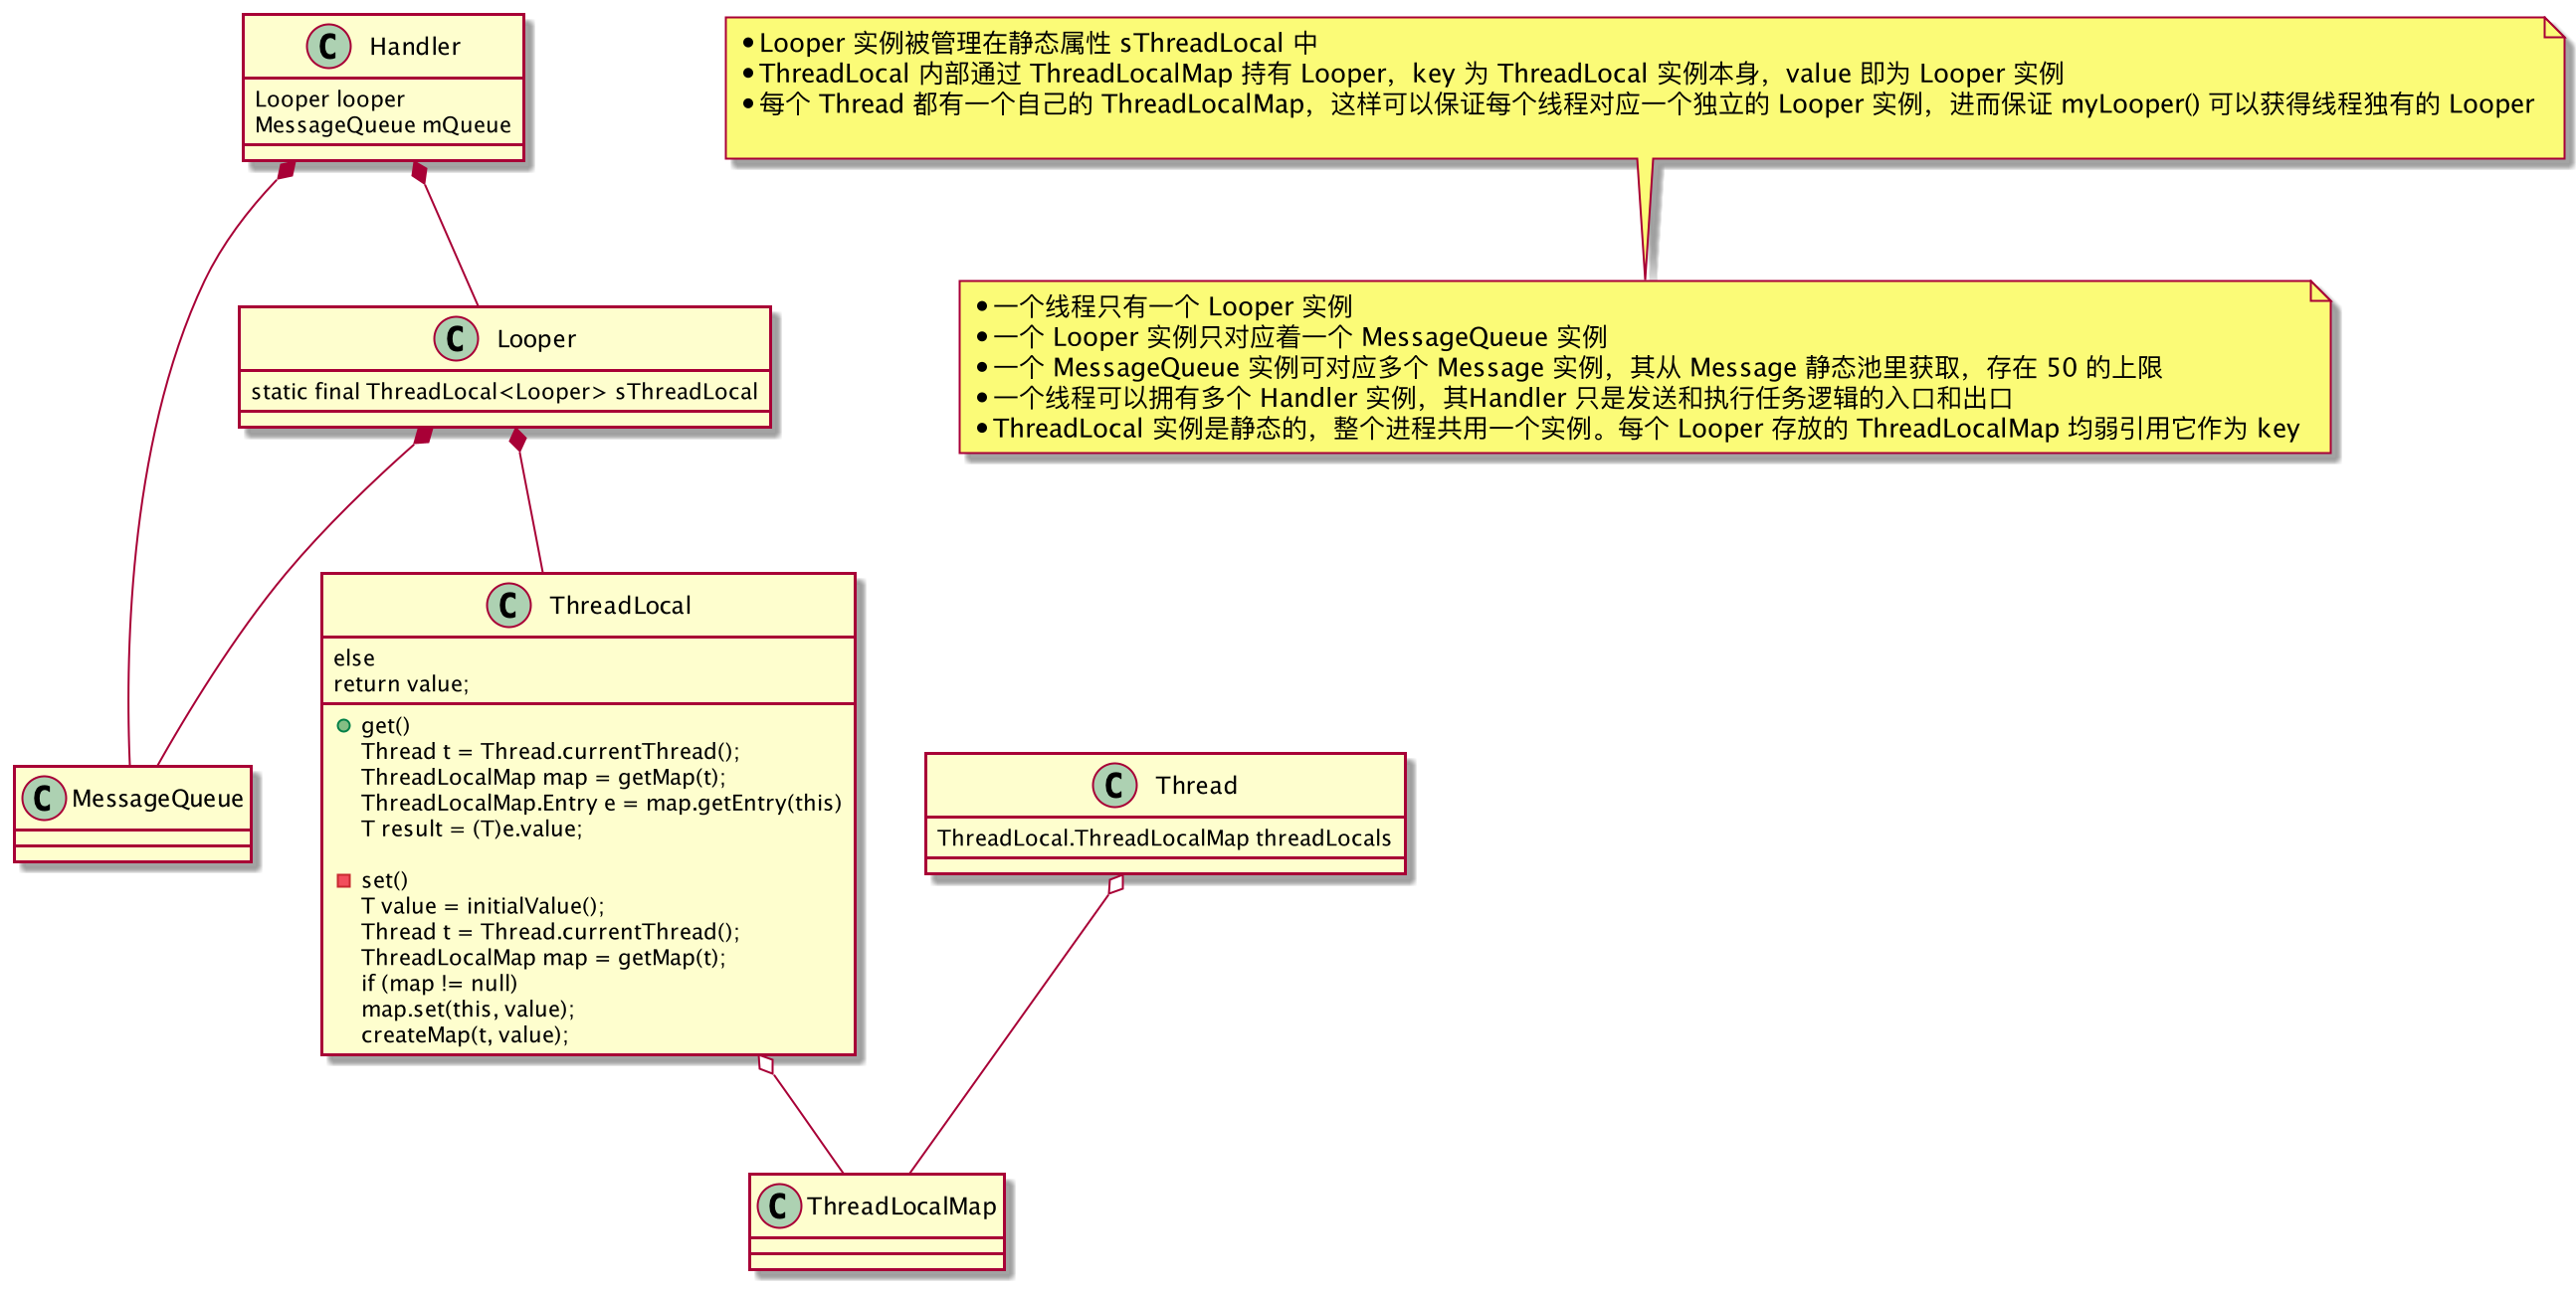 C Handler
Looper looper
MessageQueue mQueue
•Looper 实例被管理在静态属性 sThreadLocal 中
•ThreadLocal 内部通过 ThreadLocalMap 持有 Looper，key 为 ThreadLocal 实例本身，value 即为 Looper 实例
•每个 Thread 都有一个自己的 ThreadLocalMap，这样可以保证每个线程对应一个独立的 Looper 实例，进而保证 myLooper() 可以获得线程独有的 Looper
C Looper
static final ThreadLocal<Looper> sThreadLocal
•一个线程只有一个 Looper 实例
•一个 Looper 实例只对应着一个 MessageQueue 实例
•一个 MessageQueue 实例可对应多个 Message 实例，其从 Message 静态池里获取，存在 50 的上限
•一个线程可以拥有多个 Handler 实例，其Handler 只是发送和执行任务逻辑的入口和出口
•ThreadLocal 实例是静态的，整个进程共用一个实例。每个 Looper 存放的 ThreadLocalMap 均弱引用它作为 key
C ThreadLocal
else
return value;
get()
Thread t = Thread.currentThread();
ThreadLocalMap map = getMap(t);
ThreadLocalMap.Entry e = map.getEntry(this)
T result = (T)e.value;
set()
T value = initialValue();
Thread t = Thread.currentThread();
ThreadLocalMap map = getMap(t);
if (map != null)
map.set(this, value);
createMap(t, value);
C MessageQueue
C Thread
ThreadLocal.ThreadLocalMap threadLocals
C ThreadLocalMap